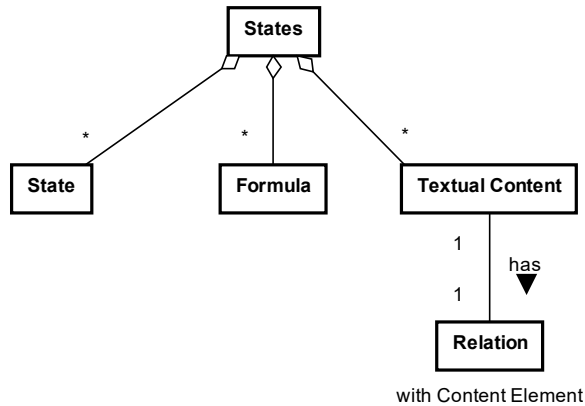 States
*
*
*
State
Formula
Textual Content
1
has
1
Relation
with Content Element